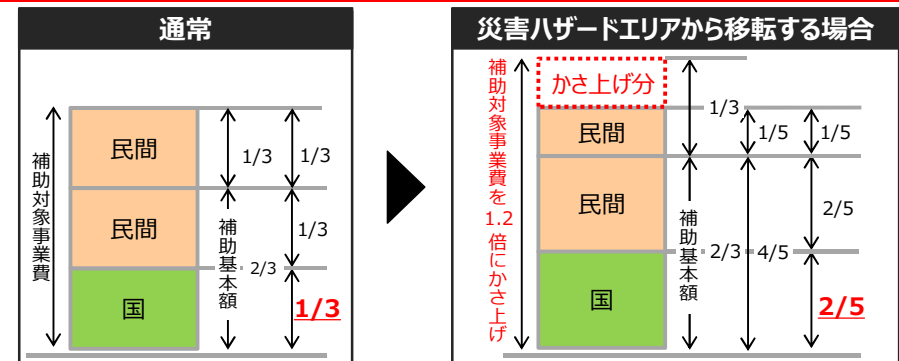 通常
補助対象事業費
民間
民間
国
1/3
補助基本額
2/3
1/3
1/3
1/3
災害ハザードエリアから移転する場合
補助対象事業費を1.2倍にかさ上げ
かさ上げ分
民間
民間
国
1/3
補助基本額
2/3
1/5
4/5
1/5
2/5
2/5